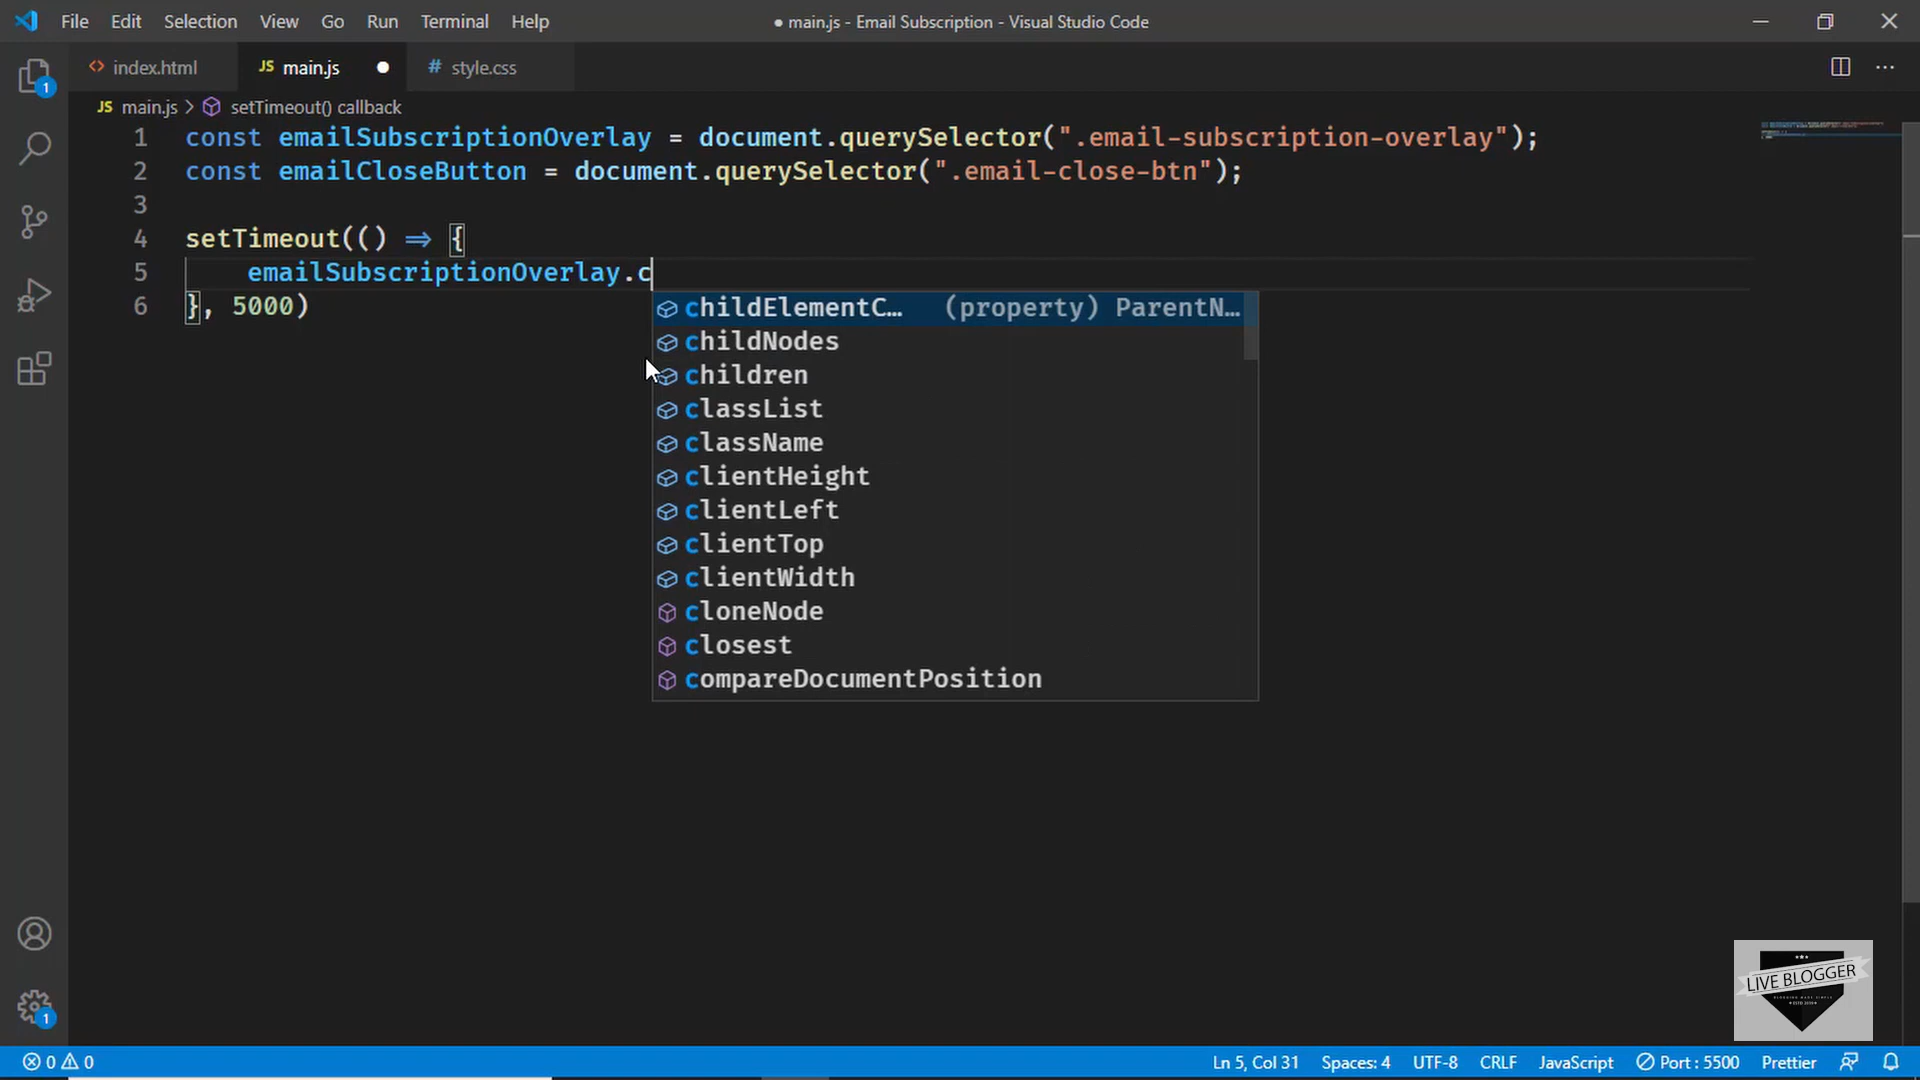 File Edit Selection View Go Run Terminal Help
● main.js - Email Subscription - Visual Studio Code
<> index.html
JS main.js ●
# style.css
1
JS main.js > setTimeout() callback
1 const emailSubscriptionOverlay = document.querySelector(".email-subscription-overlay");
2 const emailCloseButton = document.querySelector(".email-close-btn");
3
4 setTimeout(() => {
5 emailSubscriptionOverlay.c
6 }, 5000)
childElementC… (property) ParentN…
childNodes
children
classList
className
clientHeight
clientLeft
clientTop
clientWidth
cloneNode
closest
compareDocumentPosition
1
LIVE BLOGGER
0 0 Ln 5, Col 31 Spaces: 4 UTF-8 CRLF JavaScript Port : 5500 Prettier